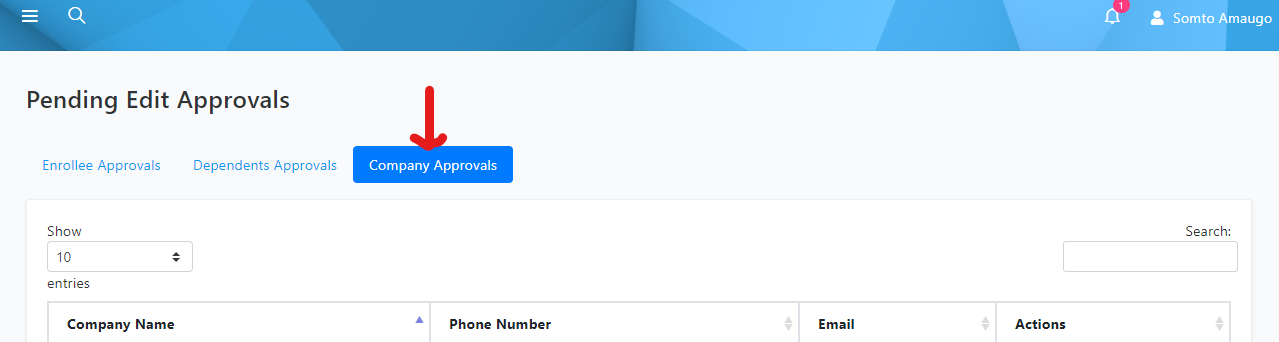 1
Somto Amaugo
Pending Edit Approvals
Enrollee Approvals Dependents Approvals Company Approvals
Show
Search:
10
entries
Company Name Phone Number Email Actions